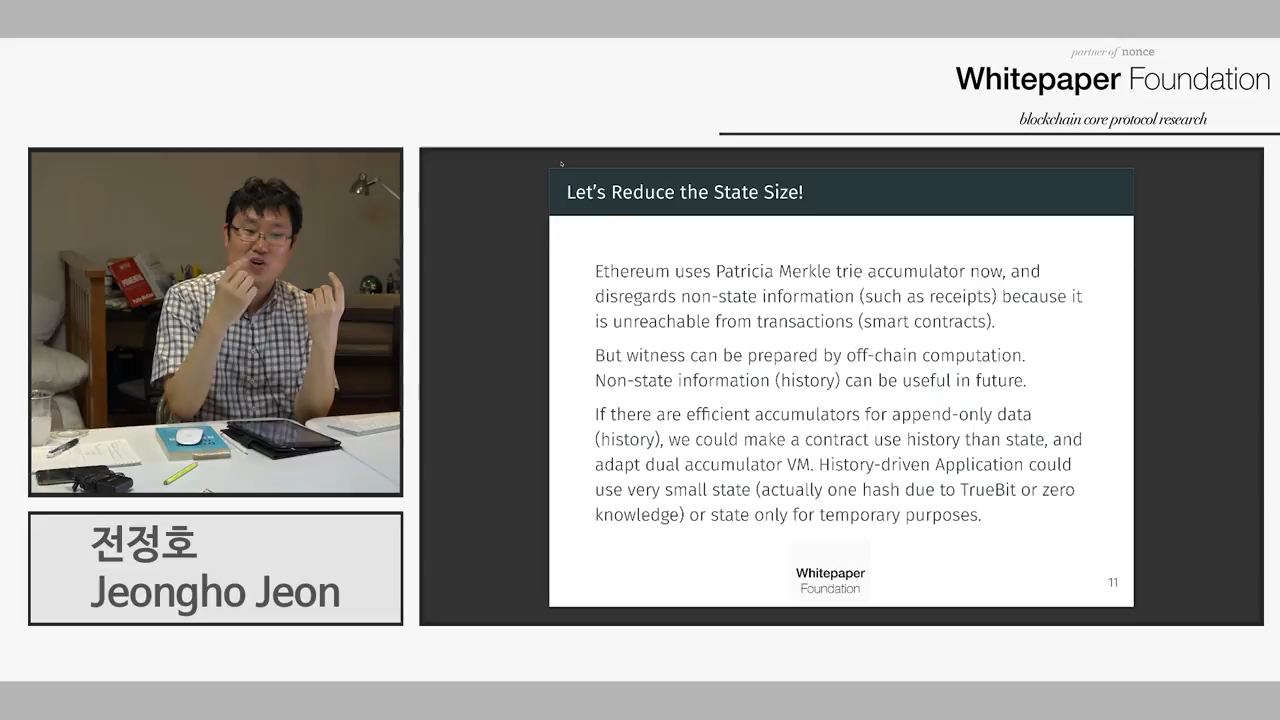 partner of nonce
Whitepaper Foundation
blockchain core protocol research
Let's Reduce the State Size!
Ethereum uses Patricia Merkle trie accumulator now, and
disregards non-state information (such as receipts) because it
is unreachable from transactions (smart contracts).
But witness can be prepared by off-chain computation.
Non-state information (history) can be useful in future.
If there are efficient accumulators for append-only data
(history), we could make a contract use history than state, and
adapt dual accumulator VM. History-driven Application could
use very small state (actually one hash due to TrueBit or zero
knowledge) or state only for temporary purposes.
Whitepaper
Foundation
11
전정호
Jeongho Jeon